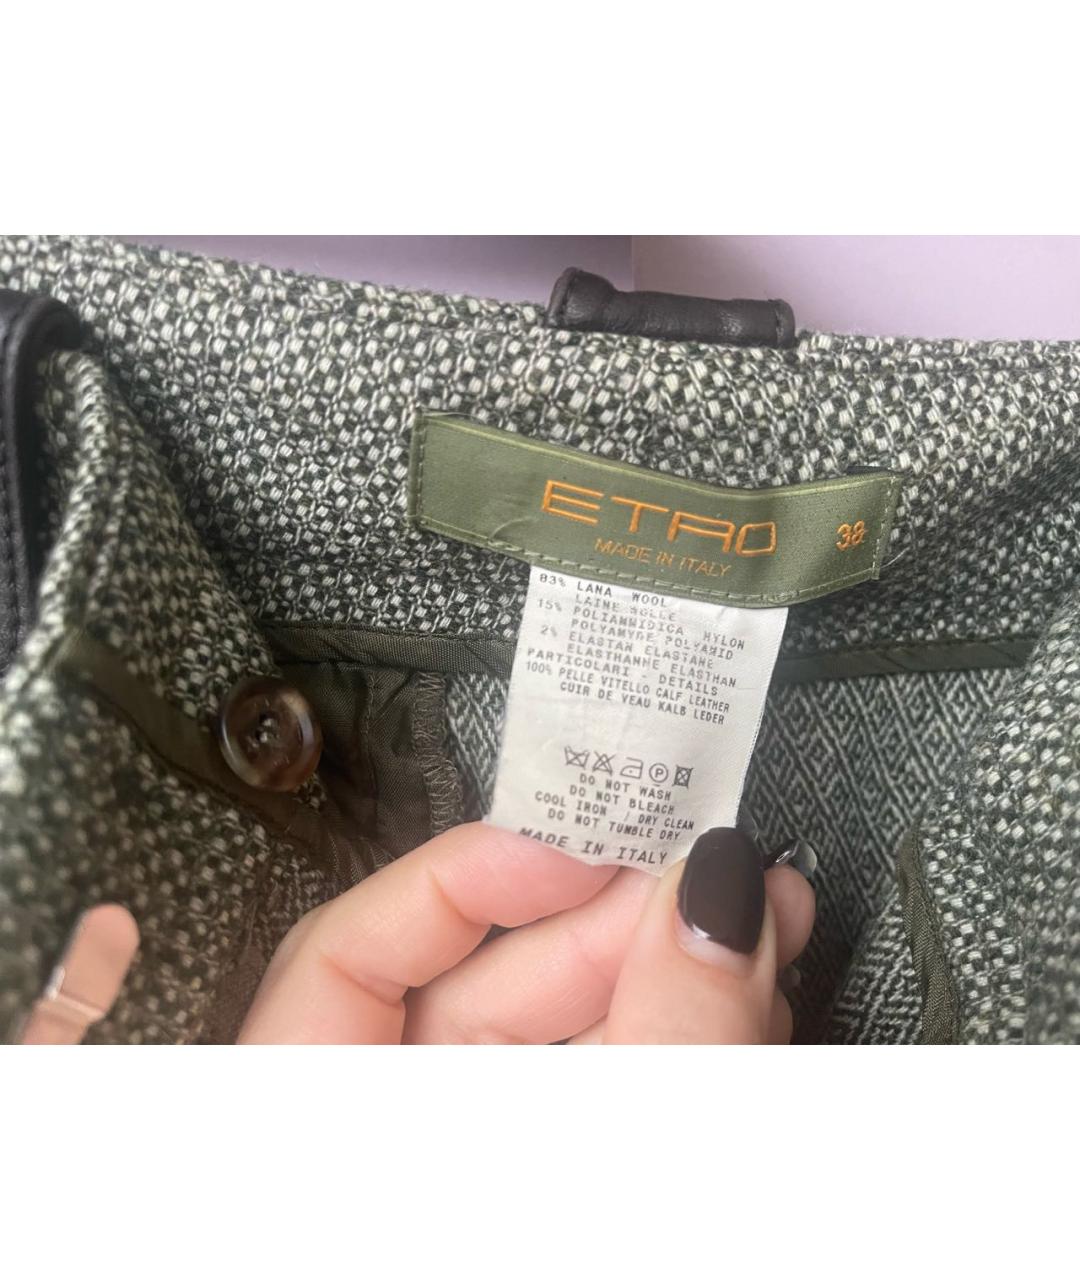 ETRO
38
MADE IN ITALY
83% LANA WOOL
LAINE WOLLE
15% POLIAMMIDICA NYLON
POLYAMYDE POLYAMID
2% ELASTAN ELASTANE
ELASTHANNE ELASTHAN
PARTICOLARI - DETAILS
100% PELLE VITELLO CALF LEATHER
CUIR DE VEAU KALB LEDER
P
DO NOT WASH
DO NOT BLEACH
COOL IRON / DRY CLEAN
DO NOT TUMBLE DRY
MADE IN ITALY